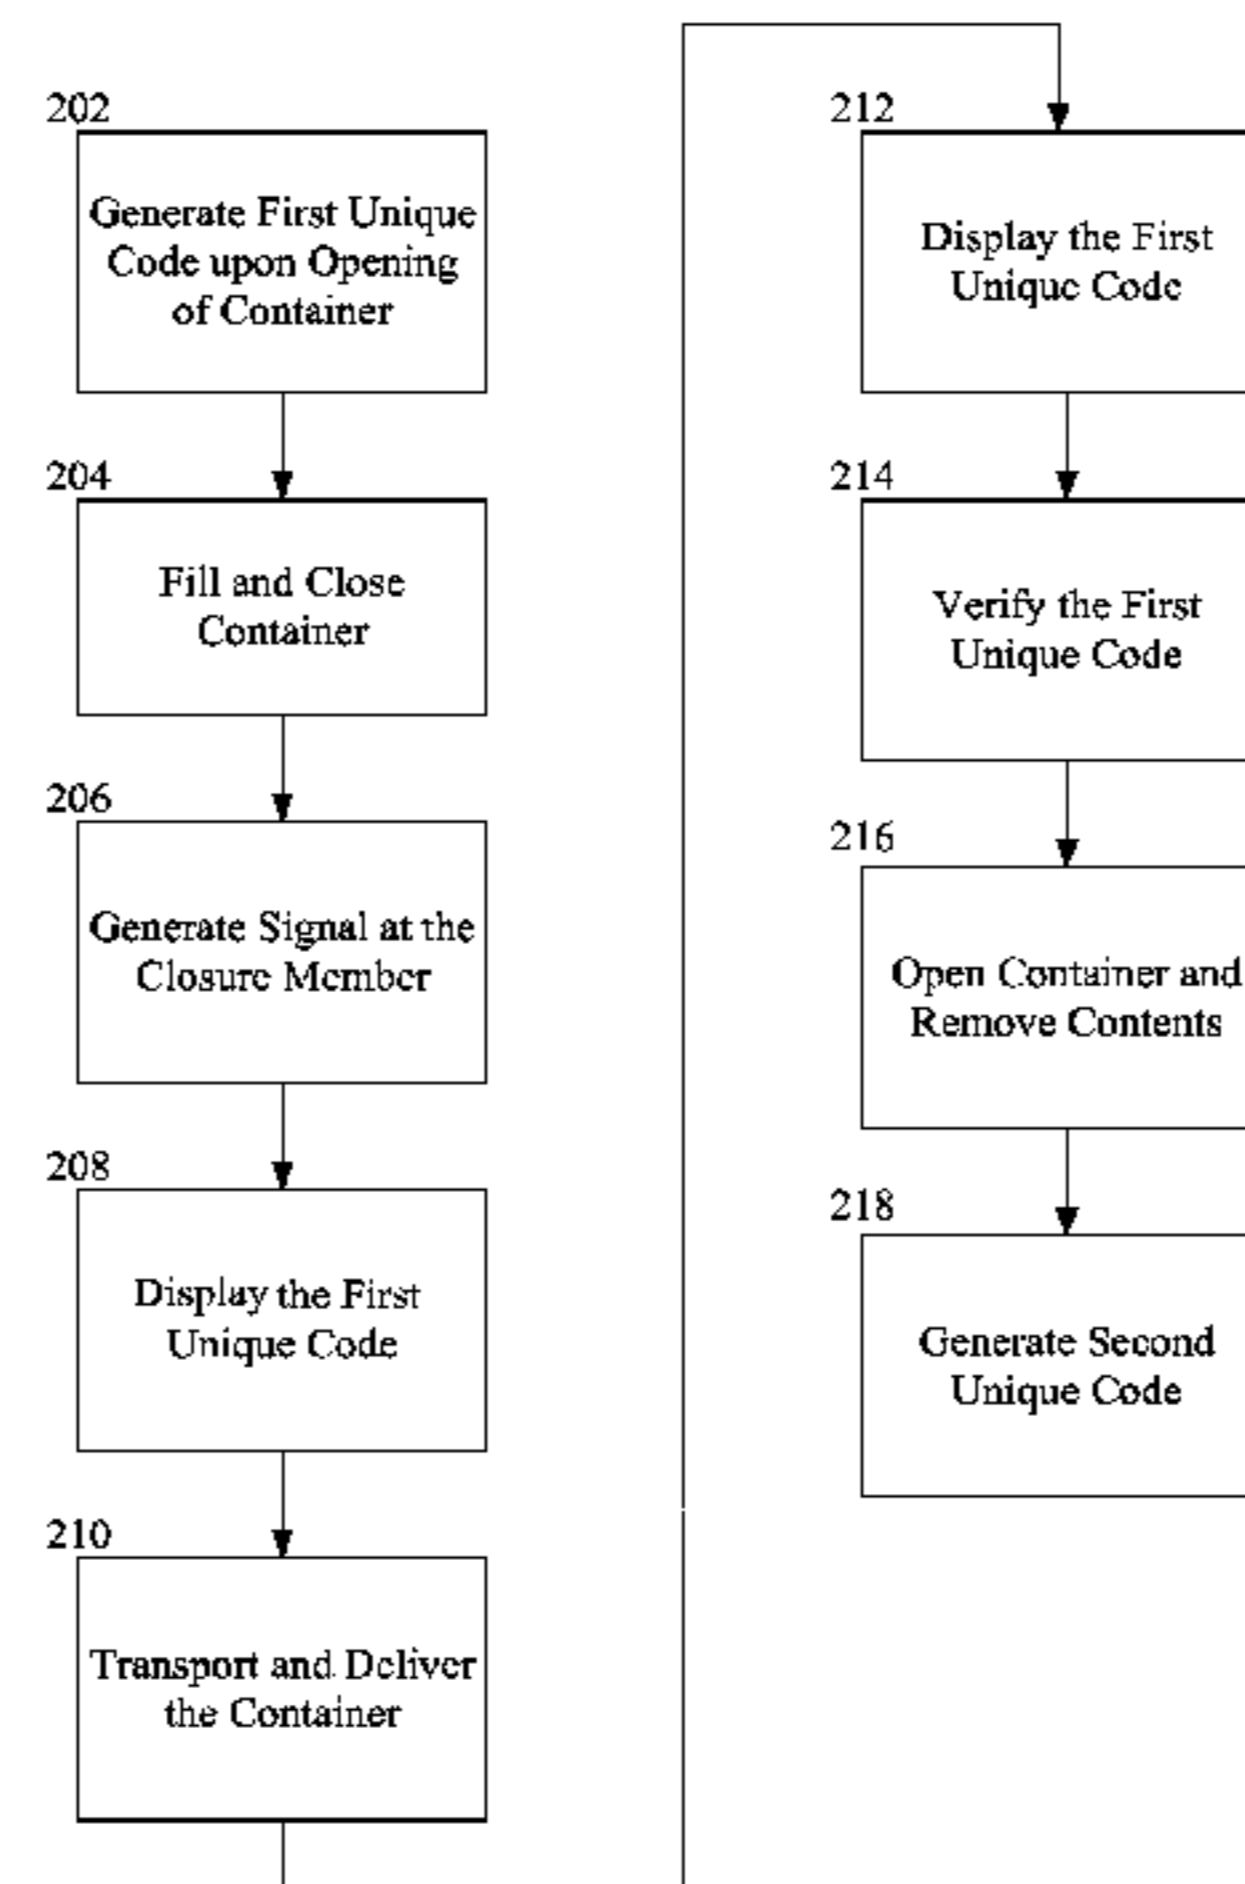 202
Generate First Unique
Code upon Opening
of Container
204
Fill and Close
Container
206
Generate Signal at the
Closure Member
208
Display the First
Unique Code
210
Transport and Deliver
the Container
212
Display the First
Unique Code
214
Verify the First
Unique Code
216
Open Container and
Remove Contents
218
Generate Second
Unique Code